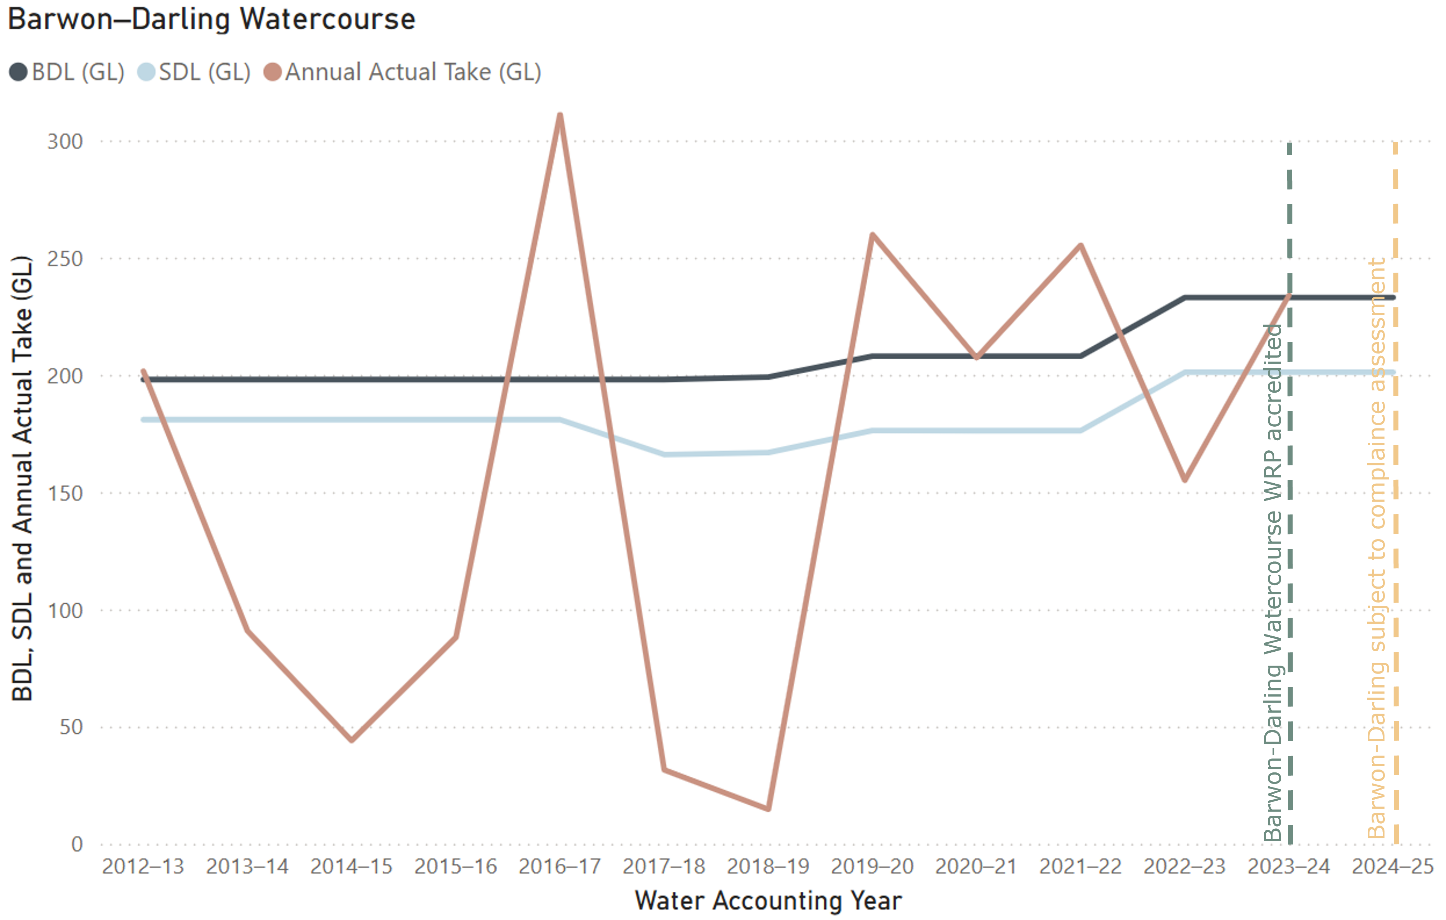 Barwon–Darling Watercourse
BDL (GL) SDL (GL) Annual Actual Take (GL)
BDL, SDL and Annual Actual Take (GL)
300
250
200
150
100
50
0
Barwon-Darling Watercourse WRP accredited
Barwon-Darling subject to complaince assessment
2012–13 2013–14 2014–15 2015–16 2016–17 2017–18 2018–19 2019–20 2020–21 2021–22 2022–23 2023–24 2024–25
Water Accounting Year